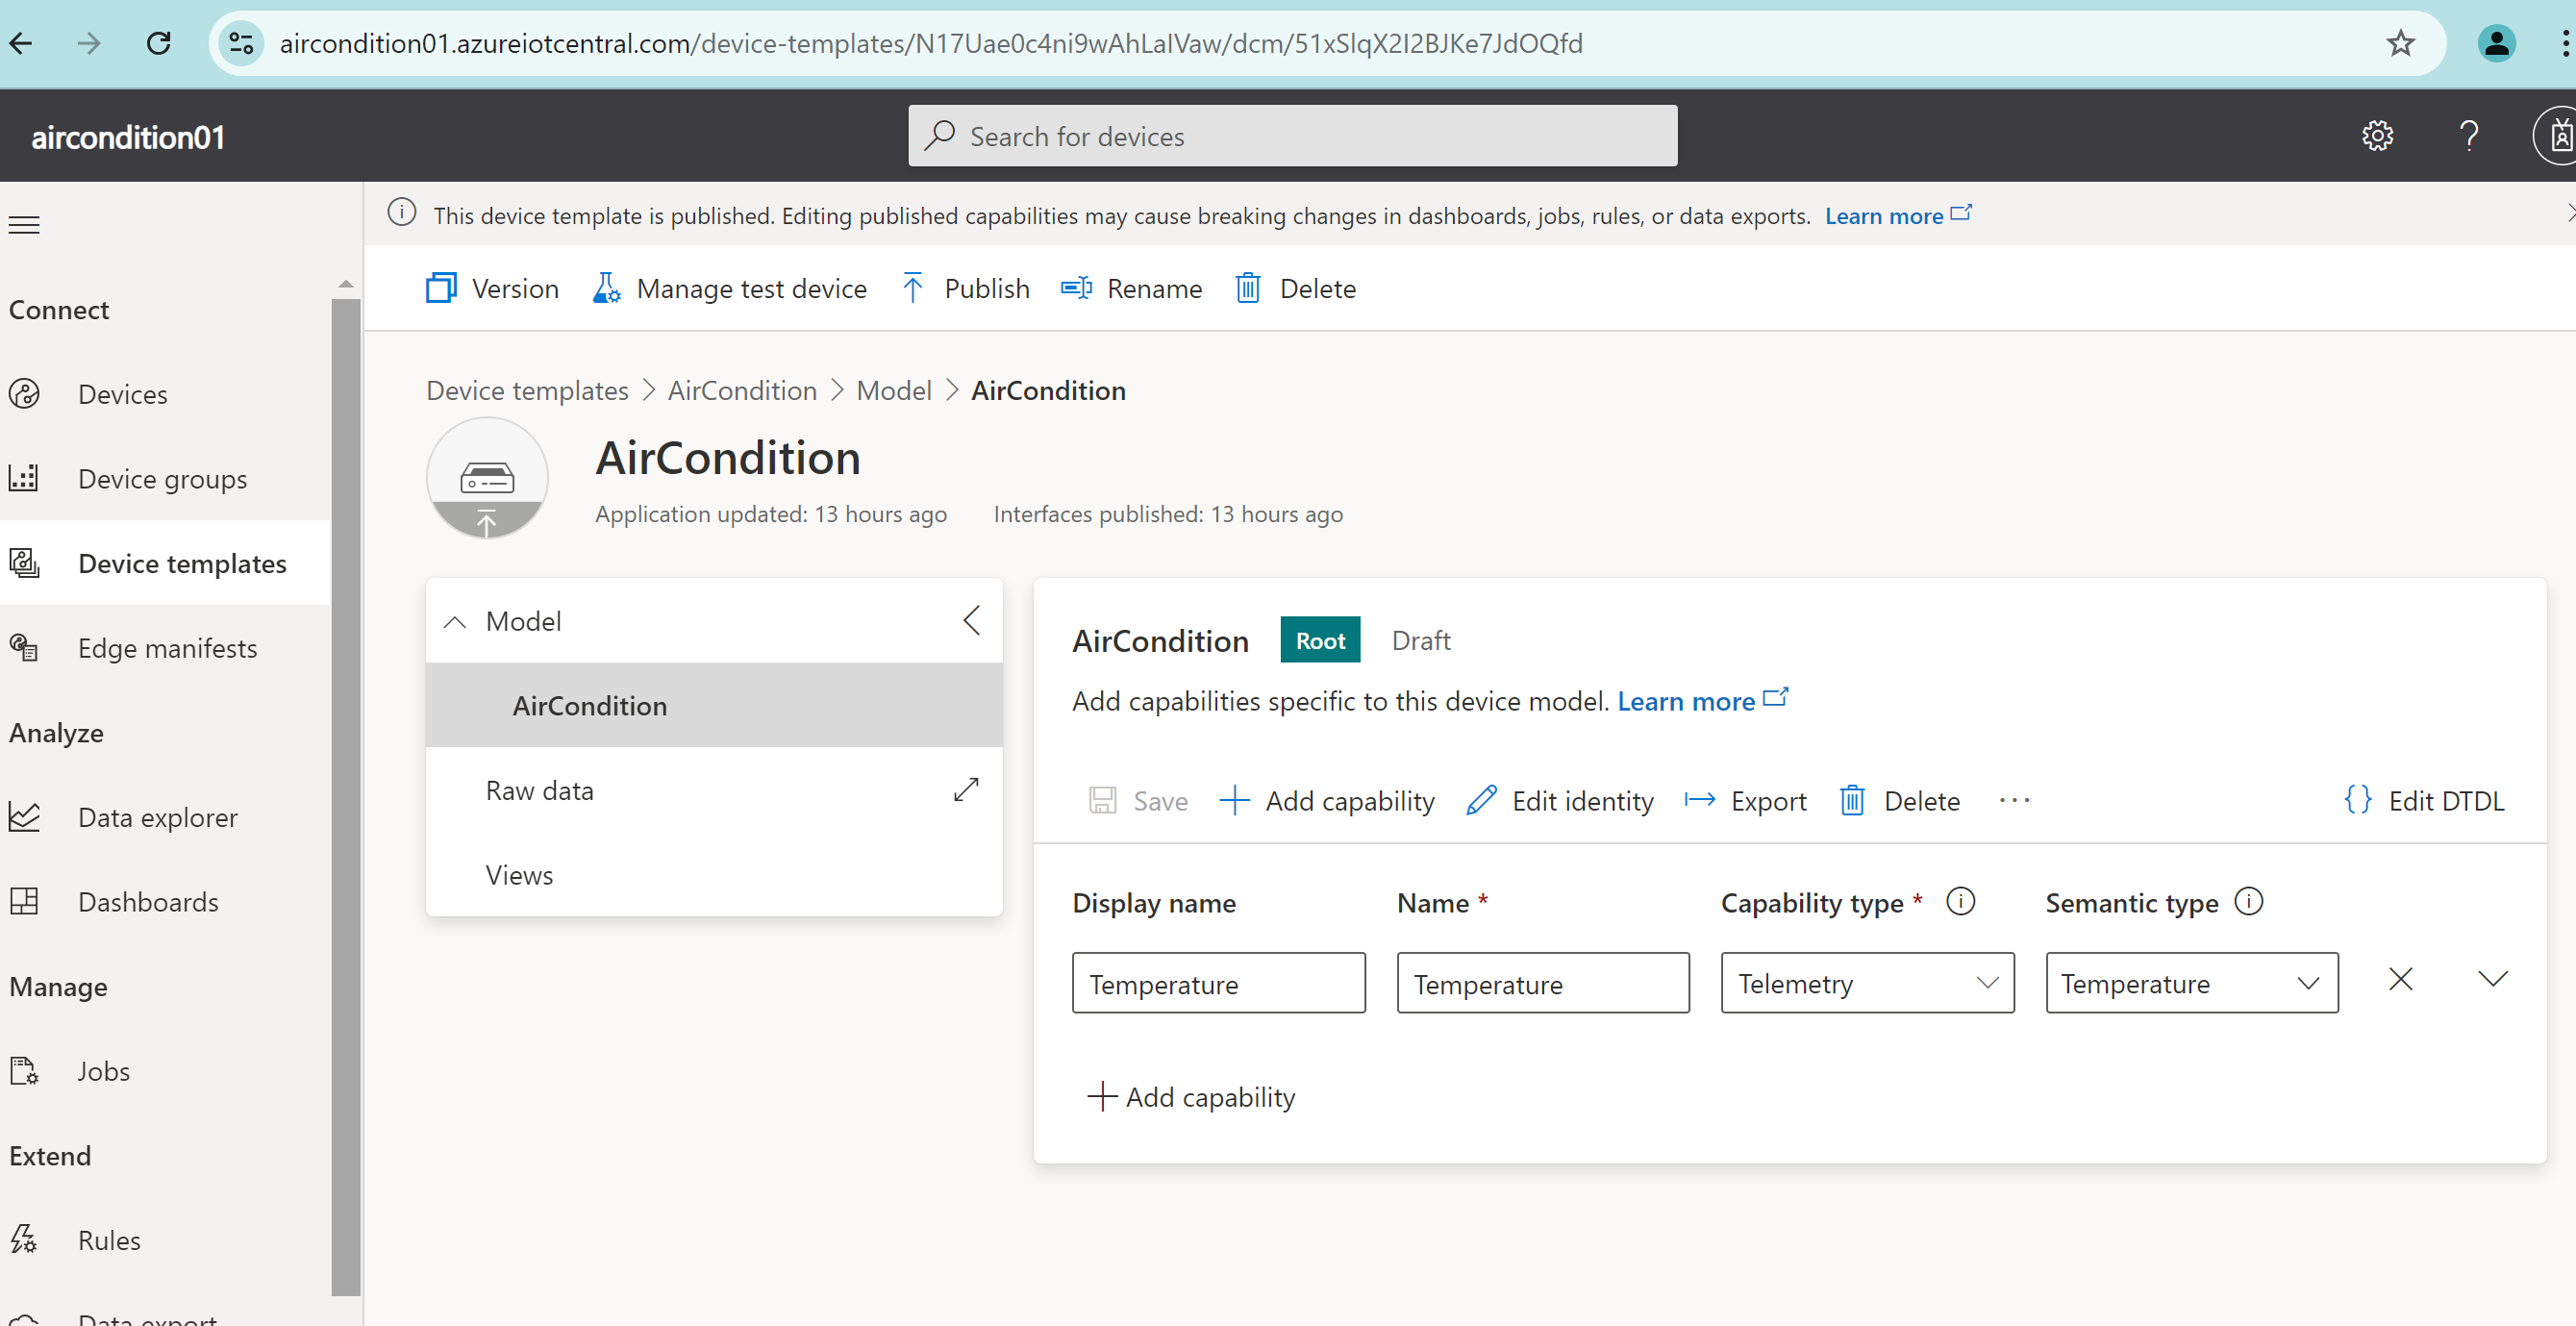 aircondition01.azureiotcentral.com/device-templates/N17Uae0c4ni9wAhLaIVaw/dcm/51xSlqX2I2BJKe7JdOQfd
aircondition01
Search for devices
This device template is published. Editing published capabilities may cause breaking changes in dashboards, jobs, rules, or data exports. Learn more
Version
Manage test device
Publish
Rename
Delete
Connect
Devices
Device groups
Device templates
Edge manifests
Analyze
Data explorer
Dashboards
Manage
Jobs
Extend
Rules
Data export
Device templates > AirCondition > Model > AirCondition
AirCondition
Application updated: 13 hours ago
Interfaces published: 13 hours ago
Model
AirCondition
Raw data
Views
AirCondition
Root
Draft
Add capabilities specific to this device model. Learn more
Save
Add capability
Edit identity
Export
Delete
...
{} Edit DTDL
Display name
Name *
Capability type *
Semantic type
Temperature
Temperature
Telemetry
Temperature
Add capability